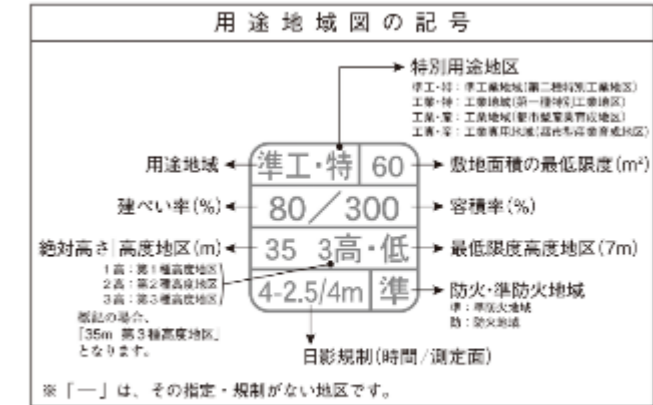 用途地域図の記号
特別用途地区
準工・特：準工業地域(第二種特別工業地区)
工業・特：工業地域(第一種特別工業地区)
工業・産：工業地域(都市型産業育成地区)
工専・産：工業専用地域(都市型産業育成地区)
用途地域 準工・特 60 敷地面積の最低限度(㎡)
建ぺい率(%) 80／300 容積率(%)
絶対高さ 高度地区(m) 35 3高・低 最低限度高度地区(7m)
1高：第1種高度地区
2高：第2種高度地区
3高：第3種高度地区
4-2.5/4m 準 防火・準防火地域
準：準防火地域
防：防火地域
の場合、
「35m 第3種高度地区」
となります。
日影規制(時間/測定面)
※「―」は、その指定・規制がない地区です。